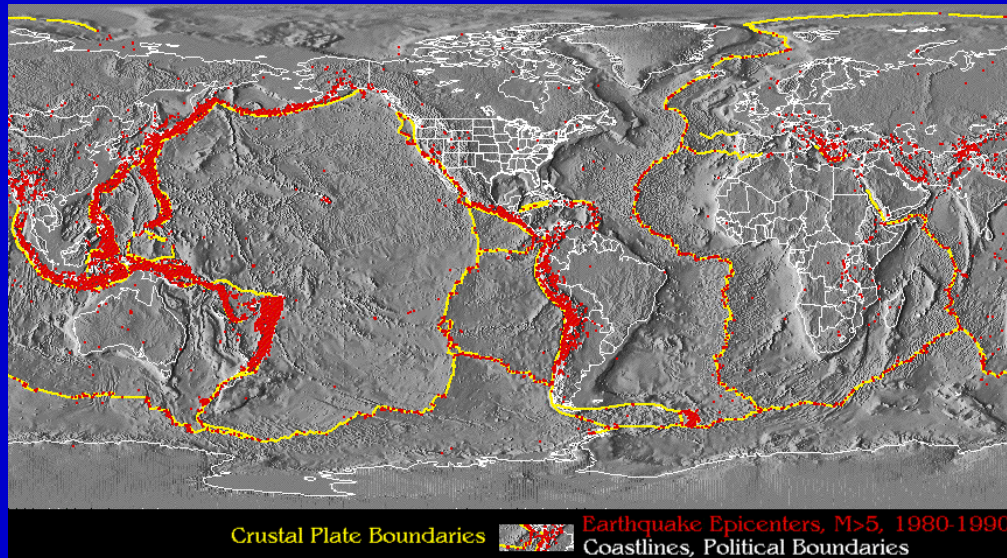 Crustal Plate Boundaries
Earthquake Epicenters, M>5, 1980-1990
Coastlines, Political Boundaries